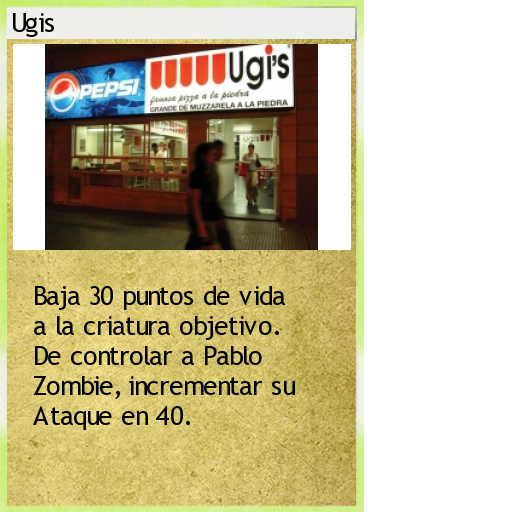 Ugis
PEPSI
Ugi's
famosa pizza a la piedra
GRANDE DE MUZZARELA A LA PIEDRA
Ugi's
Baja 30 puntos de vida
a la criatura objetivo.
De controlar a Pablo
Zombie, incrementar su
Ataque en 40.